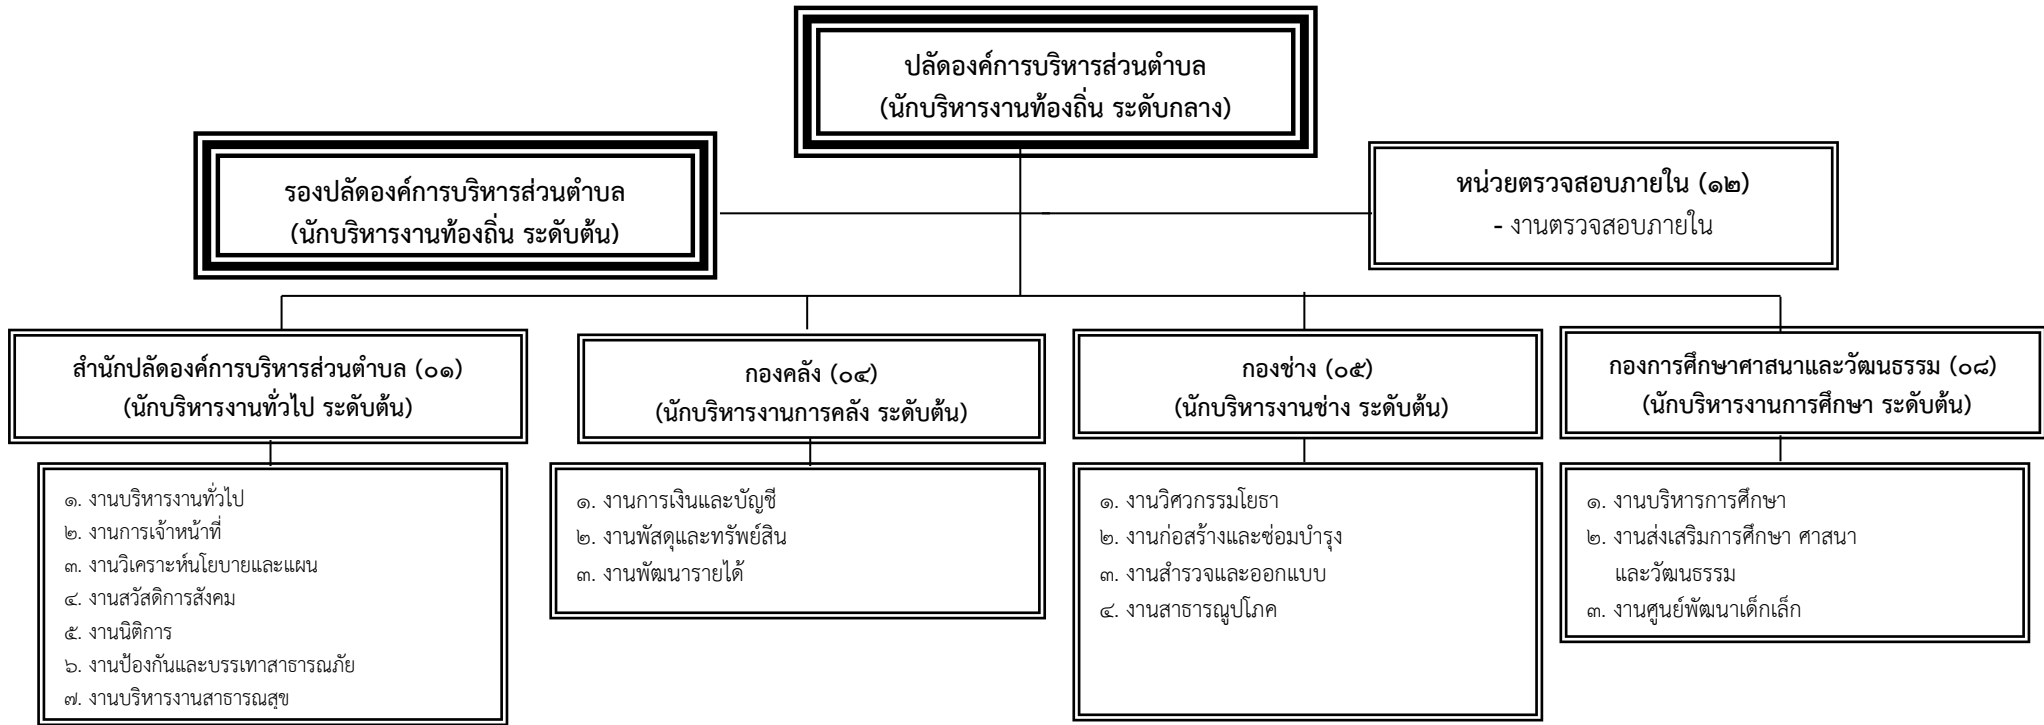 ปลัดองค์การบริหารส่วนตำบล
(นักบริหารงานท้องถิ่น ระดับกลาง)
รองปลัดองค์การบริหารส่วนตำบล
(นักบริหารงานท้องถิ่น ระดับต้น)
หน่วยตรวจสอบภายใน (๑๒)
- งานตรวจสอบภายใน
สำนักปลัดองค์การบริหารส่วนตำบล (๐๑)
(นักบริหารงานทั่วไป ระดับต้น)
กองคลัง (๐๔)
(นักบริหารงานการคลัง ระดับต้น)
กองช่าง (๐๕)
(นักบริหารงานช่าง ระดับต้น)
กองการศึกษาศาสนาและวัฒนธรรม (๐๘)
(นักบริหารงานการศึกษา ระดับต้น)
๑. งานบริหารงานทั่วไป
๒. งานการเจ้าหน้าที่
๓. งานวิเคราะห์นโยบายและแผน
๔. งานสวัสดิการสังคม
๕. งานนิติการ
๖. งานป้องกันและบรรเทาสาธารณภัย
๗. งานบริหารงานสาธารณสุข
๑. งานการเงินและบัญชี
๒. งานพัสดุและทรัพย์สิน
๓. งานพัฒนารายได้
๑. งานวิศวกรรมโยธา
๒. งานก่อสร้างและซ่อมบำรุง
๓. งานสำรวจและออกแบบ
๔. งานสาธารณูปโภค
๑. งานบริหารการศึกษา
๒. งานส่งเสริมการศึกษา ศาสนา
และวัฒนธรรม
๓. งานศูนย์พัฒนาเด็กเล็ก